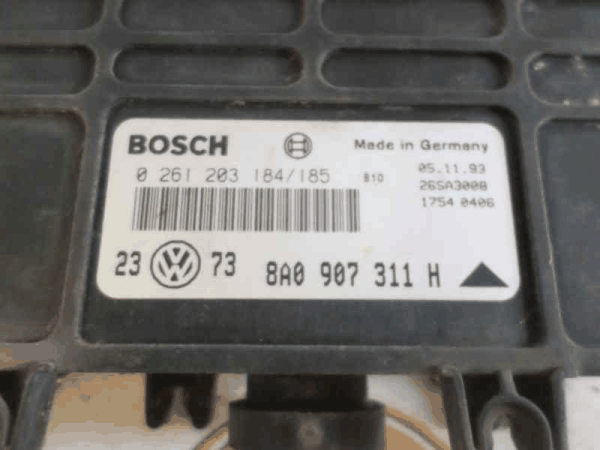 BOSCH Made in Germany
0 261 203 184/185 B10 05.11.93
26SA3008
1754 0406
23 73 8A0 907 311 H